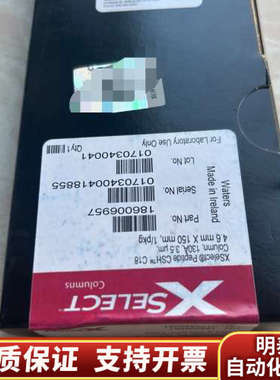 For Laboratory Use Only
Qty: 1
0170340041
Lot No.
01703400418855
Serial No.
186006957
Part No.
Waters
Made in Ireland
XSelect® Peptide CSH™ C18
Column, 130Å, 3.5 µm,
4.6 mm X 150 mm, 1/pkg
XSELECT
Columns
质保证 支持开票
明
自动化